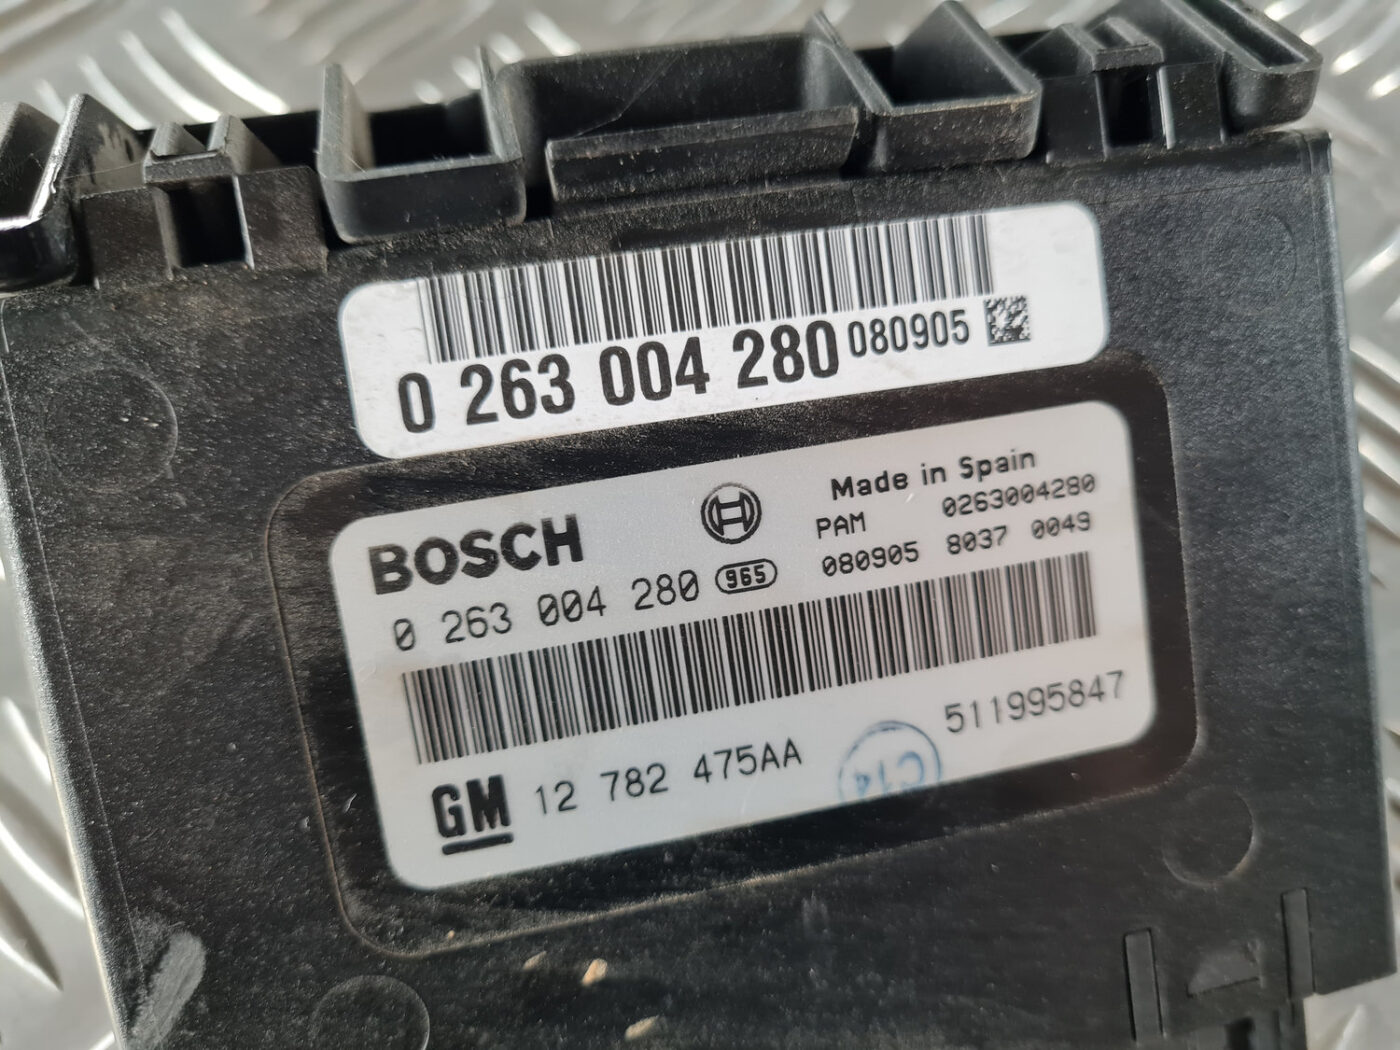 0 263 004 280 080905
BOSCH
Made in Spain
PAM 0263004280
0 263 004 280 965 080905 8037 0049
GM 12 782 475AA C14 511995847